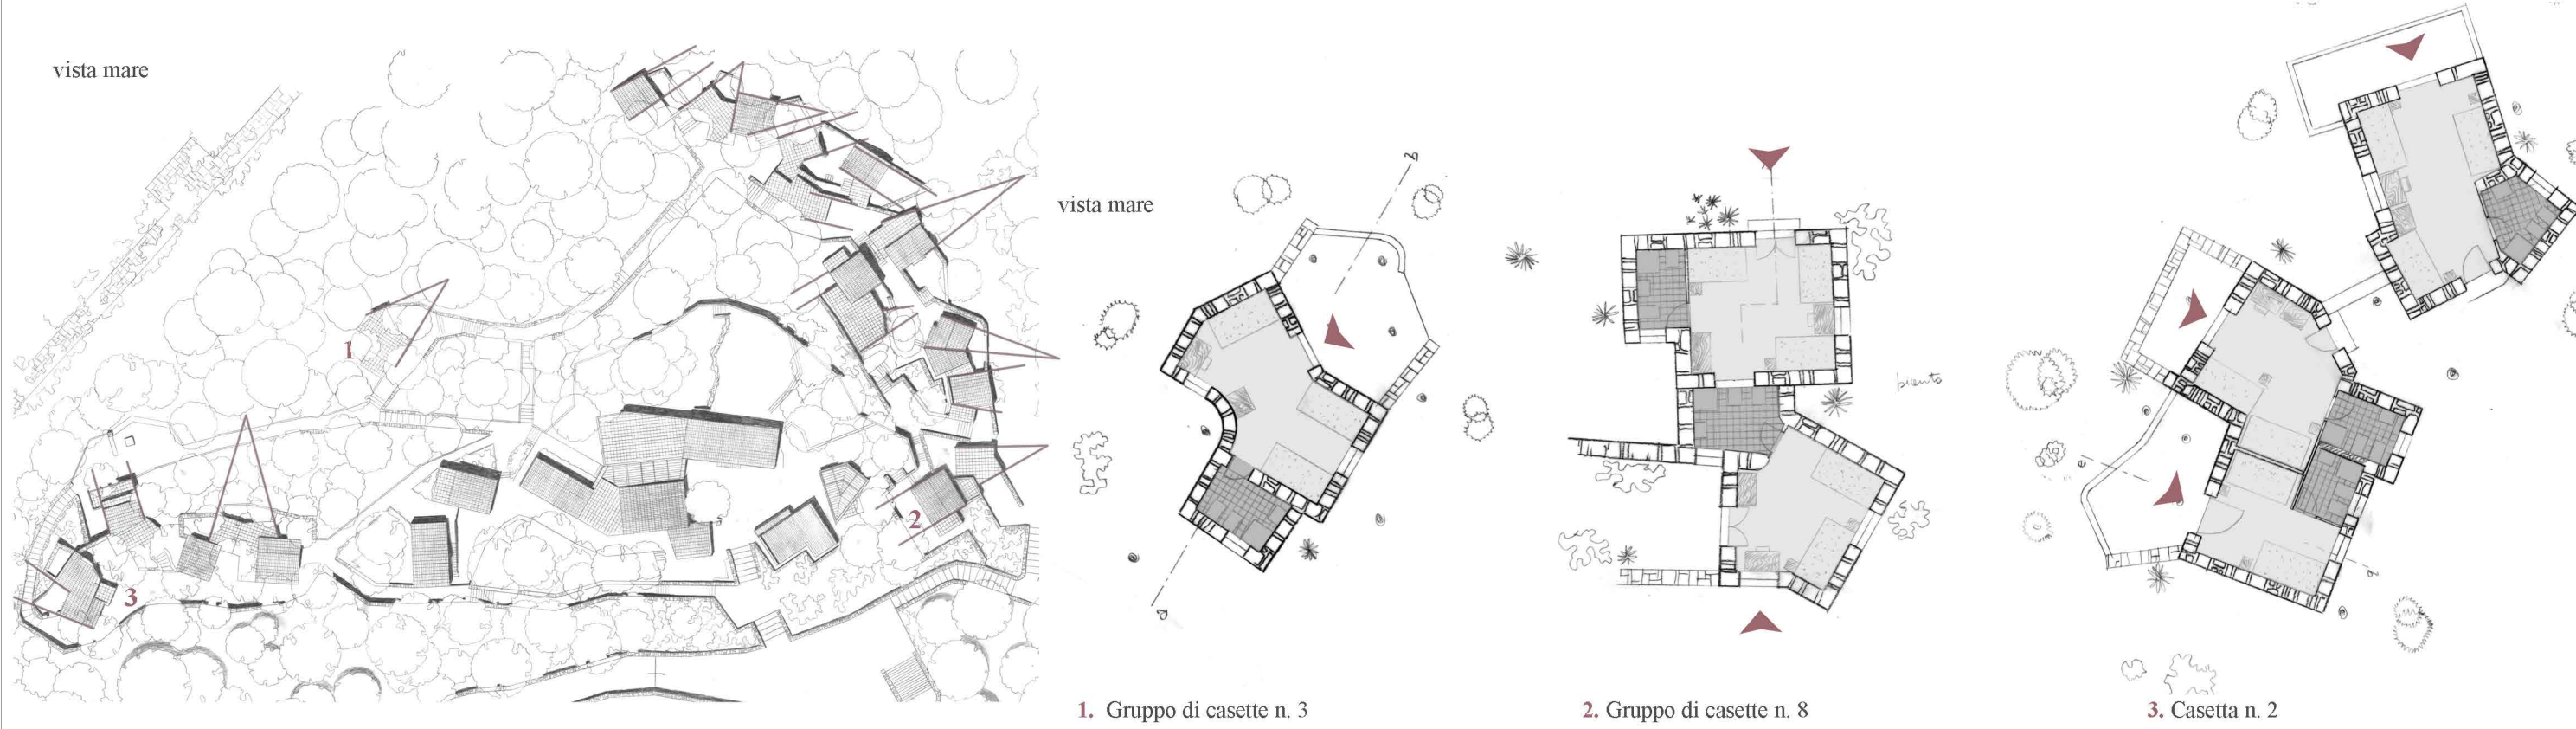 vista mare
1
2
3
vista mare
pianta
1. Gruppo di casette n. 3
2. Gruppo di casette n. 8
3. Casetta n. 2